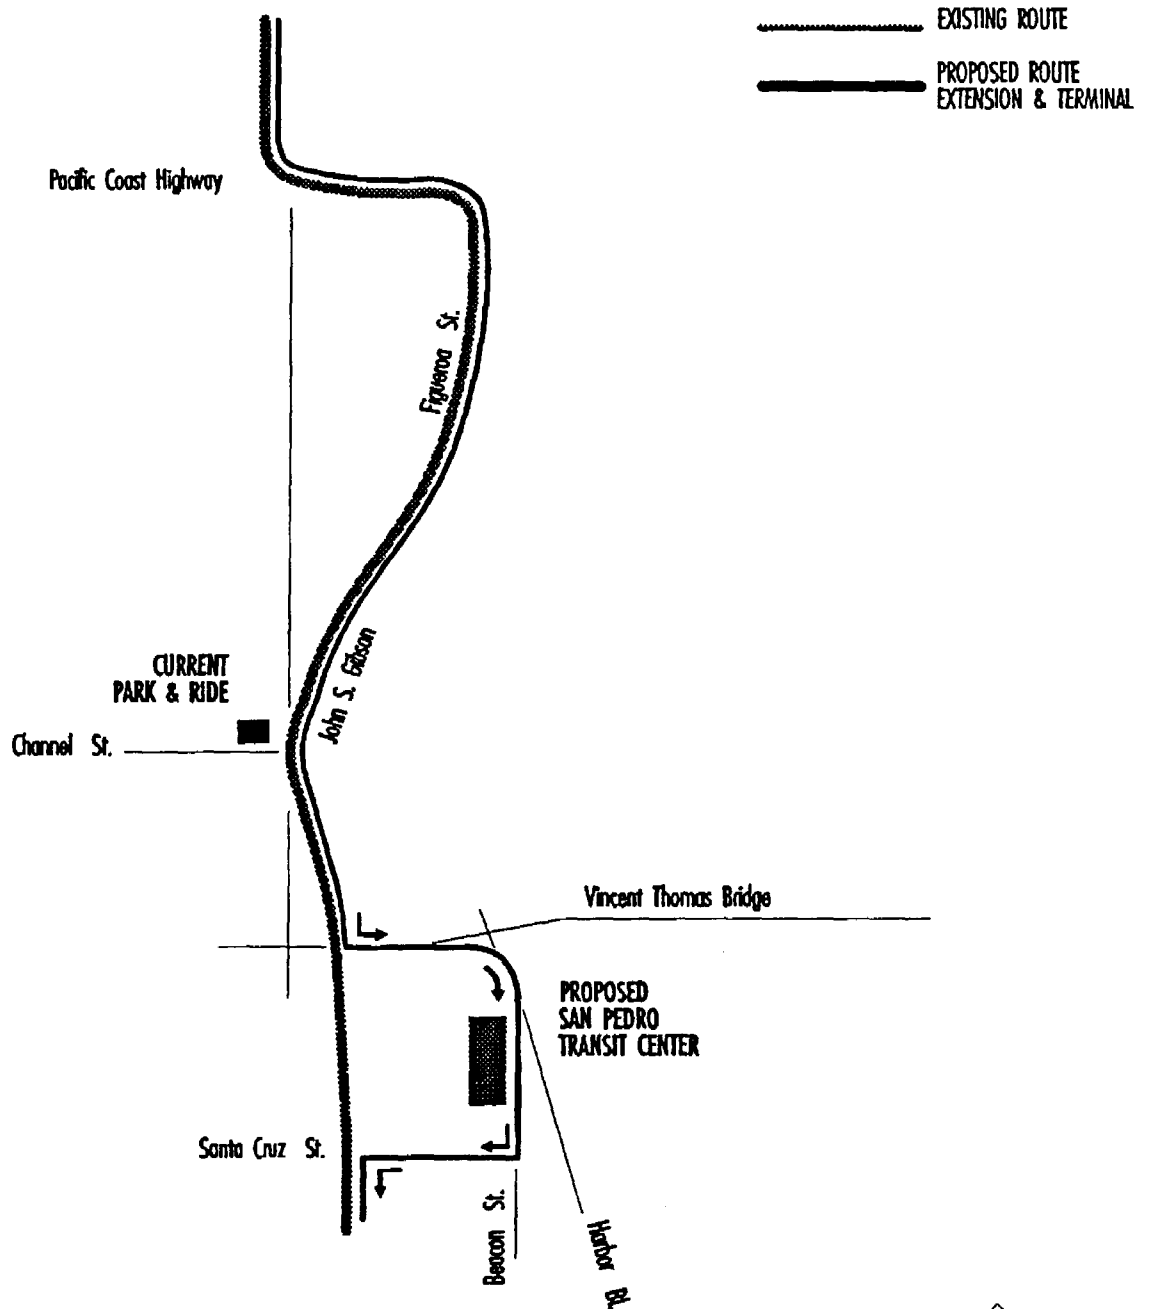 EXISTING ROUTE
PROPOSED ROUTE
EXTENSION & TERMINAL
Pacific Coast Highway
Figueroa St.
CURRENT
PARK & RIDE
John S. Gibson
Channel St.
Vincent Thomas Bridge
PROPOSED
SAN PEDRO
TRANSIT CENTER
Santa Cruz St.
Beacon St.
Harbor BL